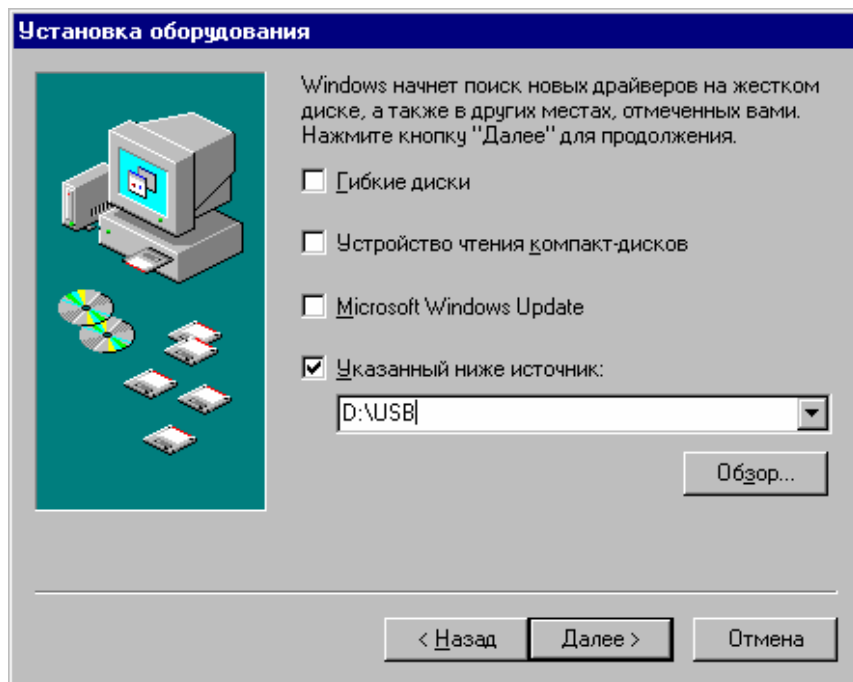 Установка оборудования
Windows начнет поиск новых драйверов на жестком
диске, а также в других местах, отмеченных вами.
Нажмите кнопку "Далее" для продолжения.
Гибкие диски
Устройство чтения компакт-дисков
Microsoft Windows Update
Указанный ниже источник:
D:\USB
Обзор...
< Назад
Далее >
Отмена